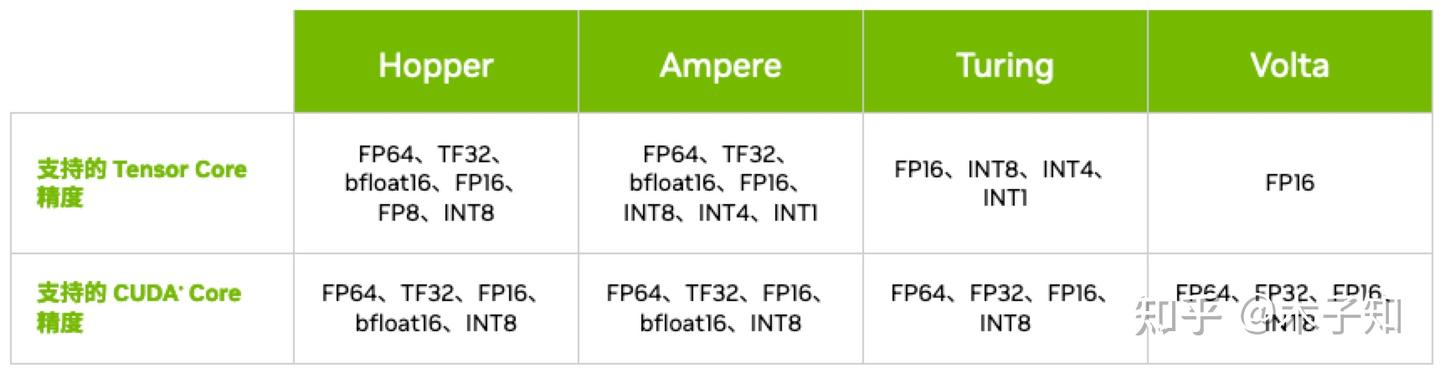 Hopper
Ampere
Turing
Volta
支持的 Tensor Core
精度
FP64、TF32、
bfloat16、FP16、
FP8、INT8
FP64、TF32、
bfloat16、FP16、
INT8、INT4、INT1
FP16、INT8、INT4、
INT1
FP16
支持的 CUDA® Core
精度
FP64、TF32、FP16、
bfloat16、INT8
FP64、TF32、FP16、
bfloat16、INT8
FP64、FP32、FP16、
INT8
FP64、FP32、FP16、
INT8
知乎 @木子知